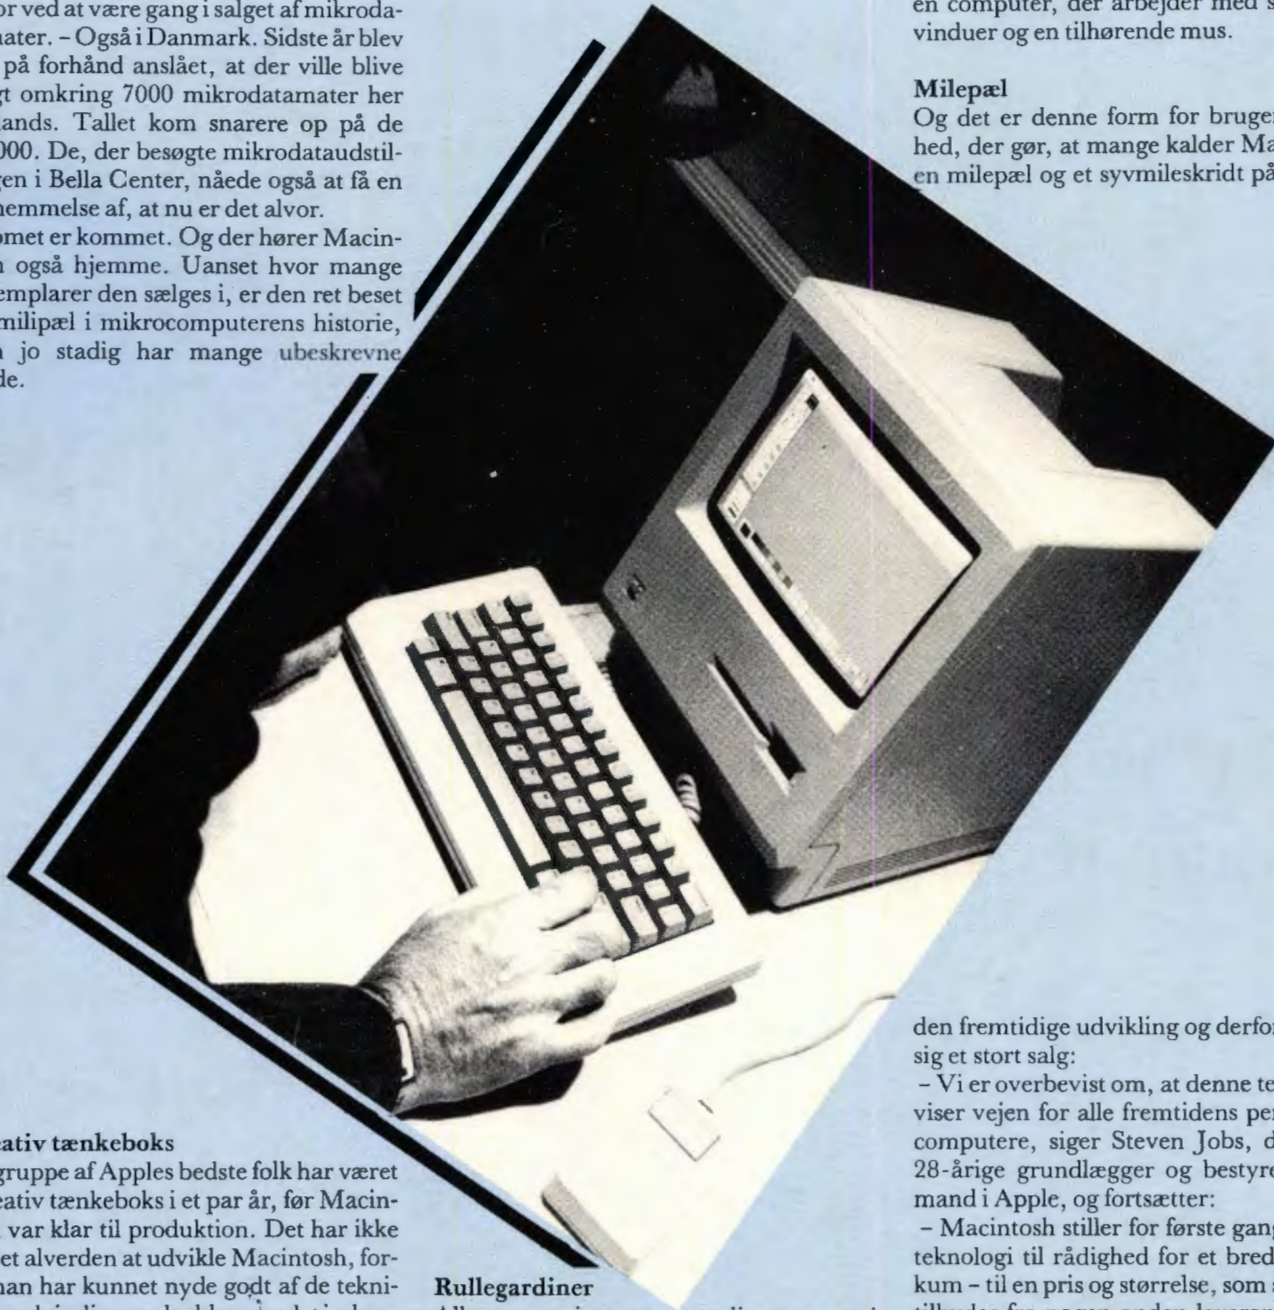 or ved at være gang i salget af mikroda-
mater. – Også i Danmark. Sidste år blev
på forhånd anslået, at der ville blive
gt omkring 7000 mikrodatamater her
lands. Tallet kom snarere op på de
000. De, der besøgte mikrodataudstil-
gen i Bella Center, nåede også at få en
nemmelse af, at nu er det alvor.
omet er kommet. Og der hører Macin-
også hjemme. Uanset hvor mange
emplarer den sælges i, er den ret beset
milipæl i mikrocomputerens historie,
jo stadig har mange ubeskrevne
de.
eativ tænkeboks
gruppe af Apples bedste folk har været
eativ tænkeboks i et par år, før Macin-
var klar til produktion. Det har ikke
et alverden at udvikle Macintosh, for-
man har kunnet nyde godt af de tekni-
Rullegardiner
en computer, der arbejder med s
vinduer og en tilhørende mus.
Milepæl
Og det er denne form for bruger
hed, der gør, at mange kalder Ma
en milepæl og et syvmileskridt på
den fremtidige udvikling og derfor
sig et stort salg:
– Vi er overbevist om, at denne te
viser vejen for alle fremtidens per
computere, siger Steven Jobs, d
28-årige grundlægger og bestyre
mand i Apple, og fortsætter:
– Macintosh stiller for første gang
teknologi til rådighed for et bred
kum – til en pris og størrelse, som s